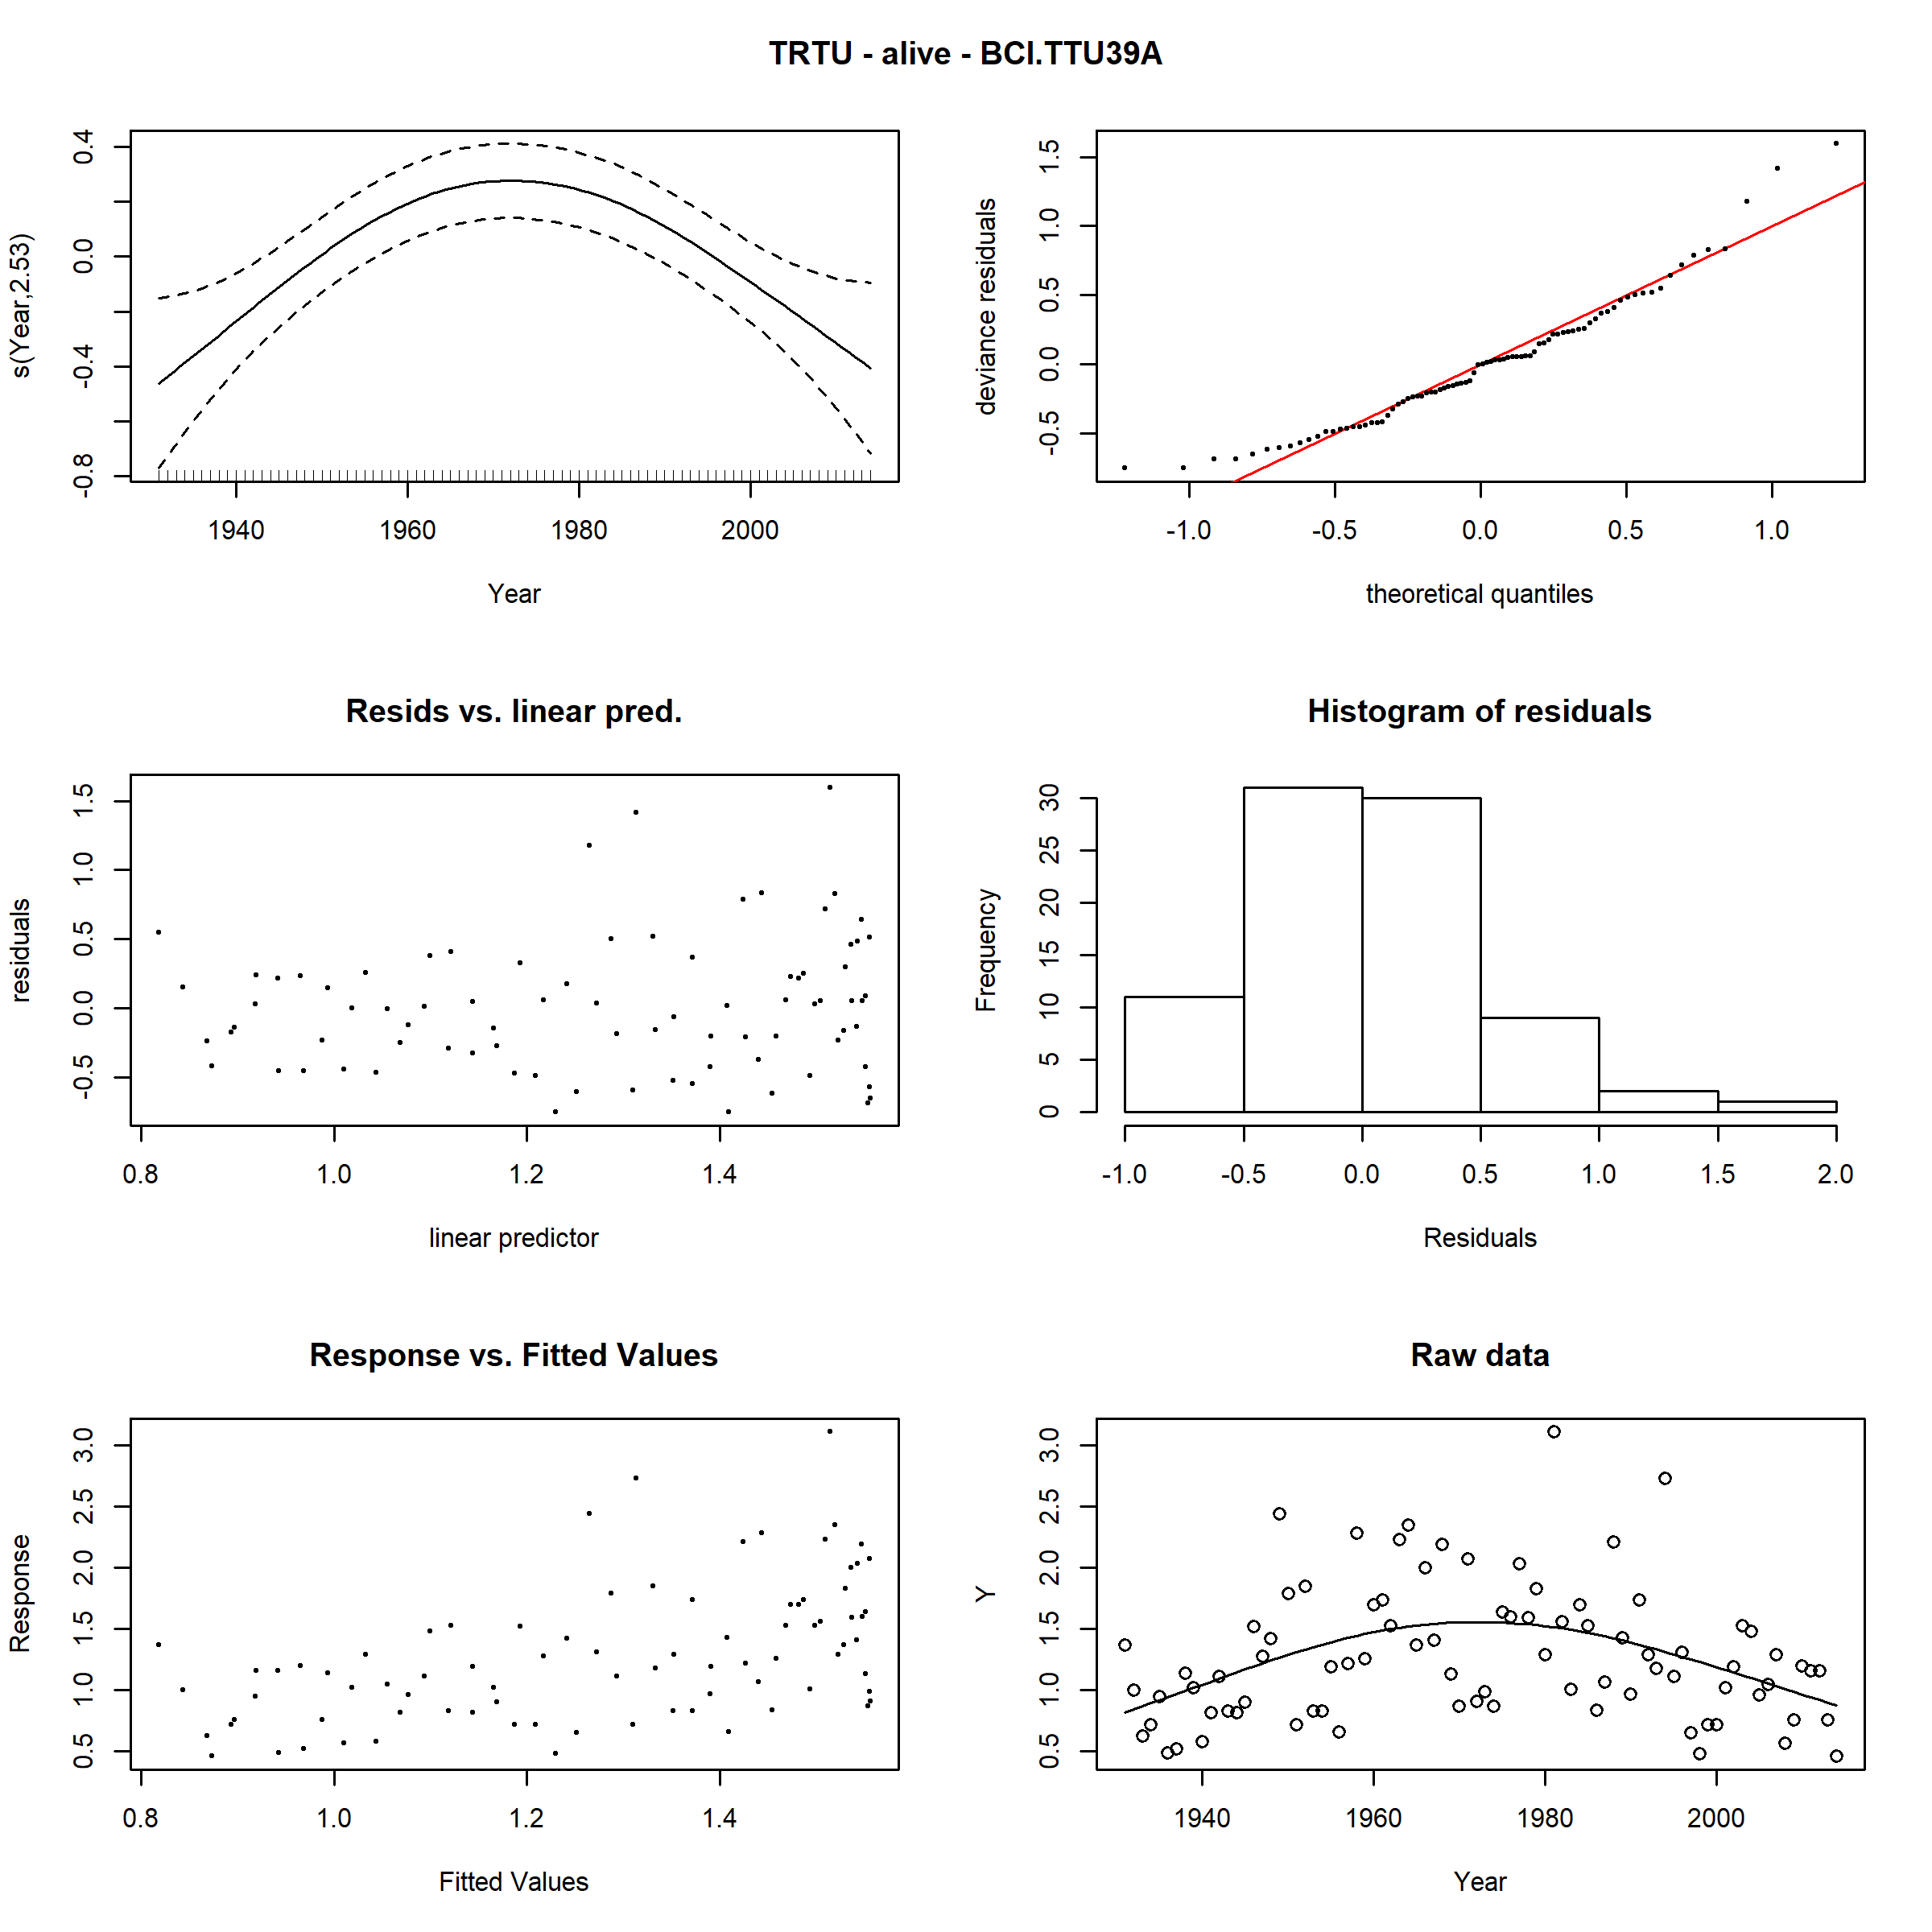 TRTU - alive - BCI.TTU39A
s(Year,2.53)
0.4
0.0
-0.4
-0.8
1940 1960 1980 2000
Year
deviance residuals
1.5
1.0
0.5
0.0
-0.5
-1.0 -0.5 0.0 0.5 1.0
theoretical quantiles
Resids vs. linear pred.
residuals
1.5
1.0
0.5
0.0
-0.5
0.8 1.0 1.2 1.4
linear predictor
Histogram of residuals
Frequency
30
25
20
15
10
5
0
-1.0 -0.5 0.0 0.5 1.0 1.5 2.0
Residuals
Response vs. Fitted Values
Response
3.0
2.5
2.0
1.5
1.0
0.5
0.8 1.0 1.2 1.4
Fitted Values
Raw data
Y
3.0
2.5
2.0
1.5
1.0
0.5
1940 1960 1980 2000
Year